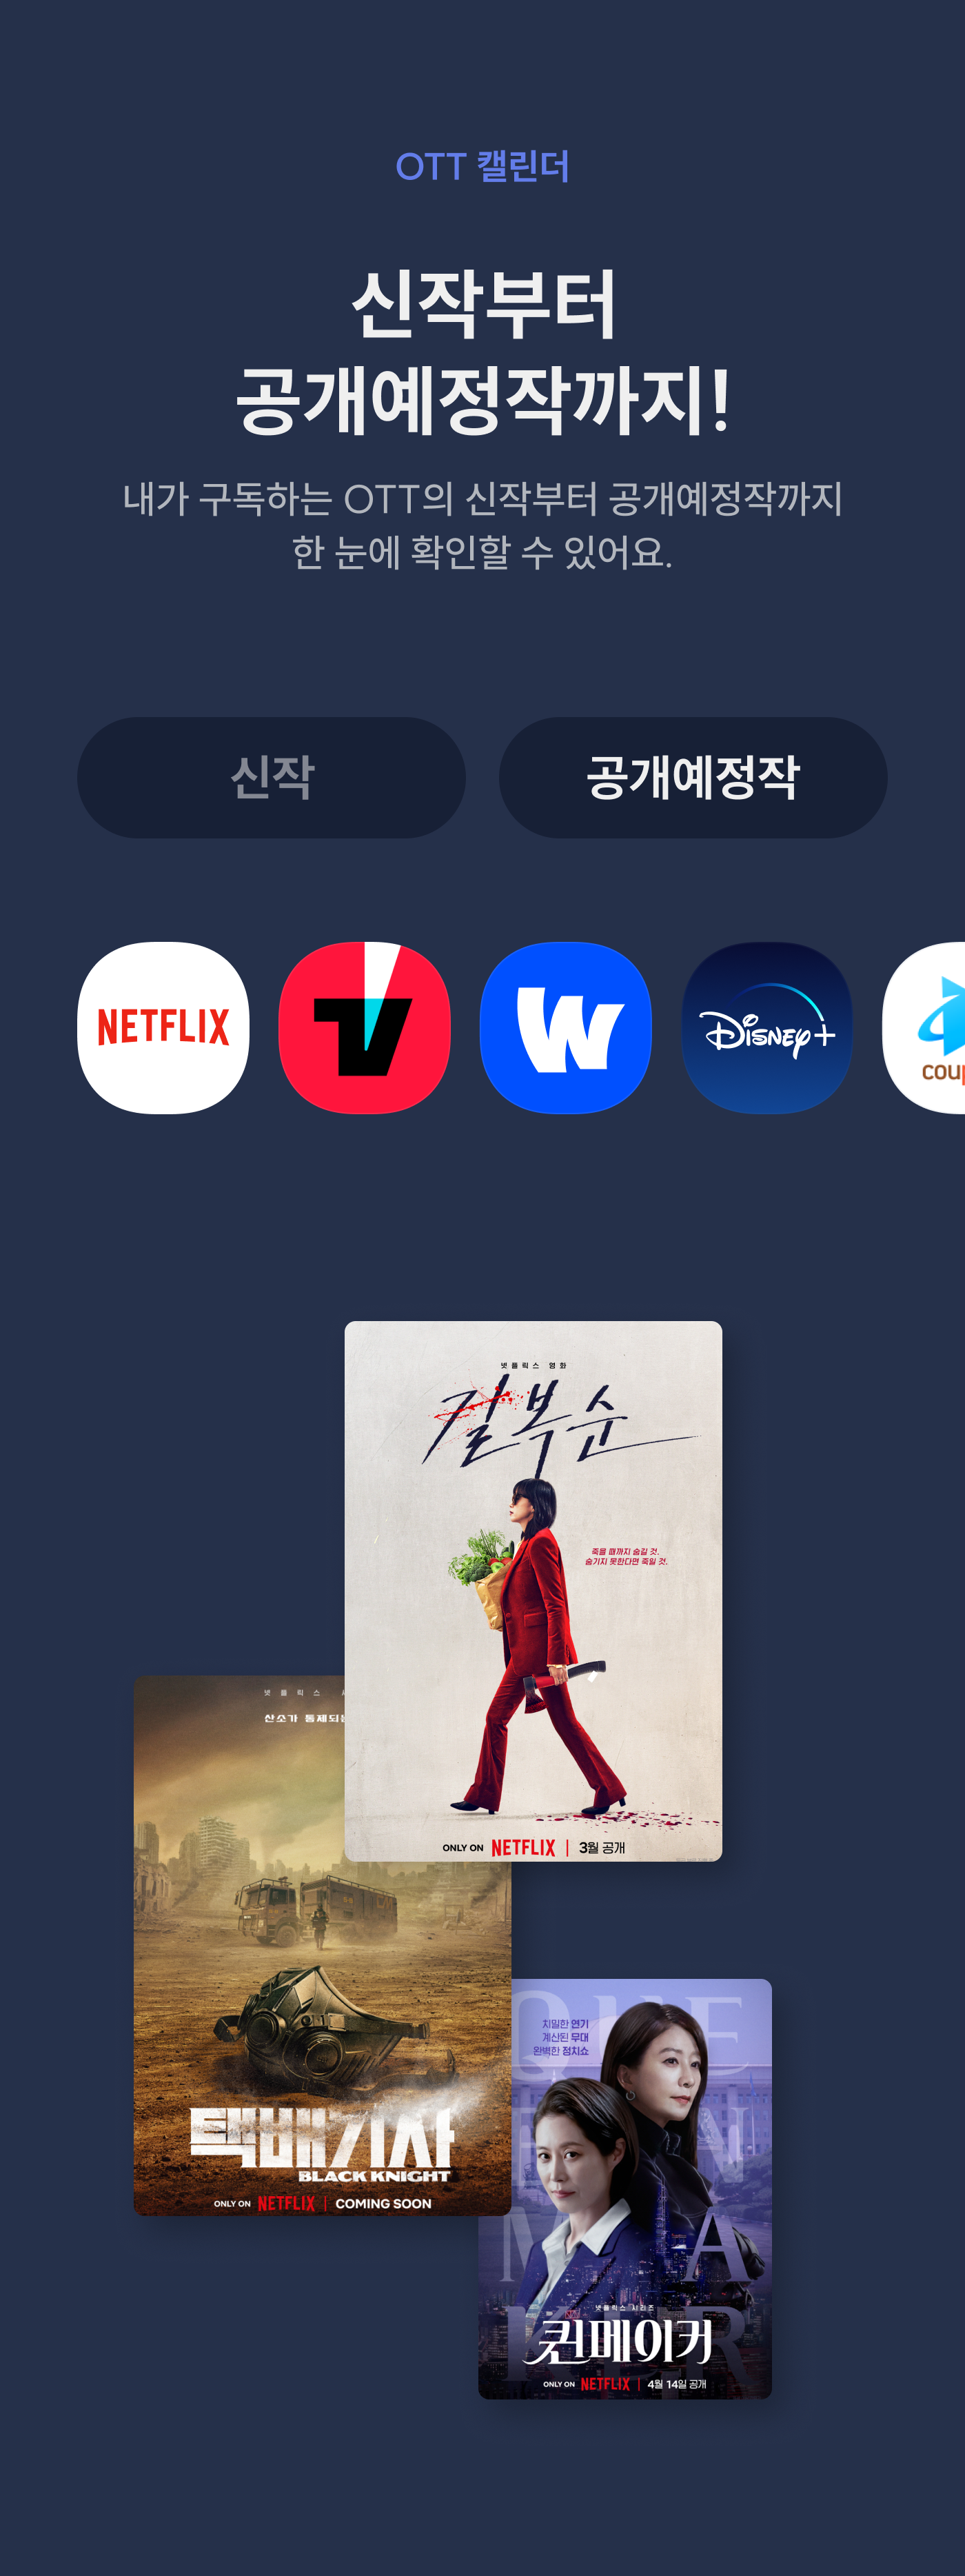 OTT 캘린더
신작부터
공개예정작까지!
내가 구독하는 OTT의 신작부터 공개예정작까지
한 눈에 확인할 수 있어요.
신작
공개예정작
NETFLIX
W
Disney+
coup
넷플릭스 영화
길복순
죽을 때까지 숨길 것.
숨기지 못한다면 죽일 것.
ONLY ON NETFLIX | 3월 공개
넷플릭스
산소가 통제되는
택배기사
BLACK KNIGHT
ONLY ON NETFLIX | COMING SOON
치밀한 연기
계산된 무대
완벽한 정치쇼
넷플릭스 시리즈
퀸메이커
ONLY ON NETFLIX | 4월 14일 공개